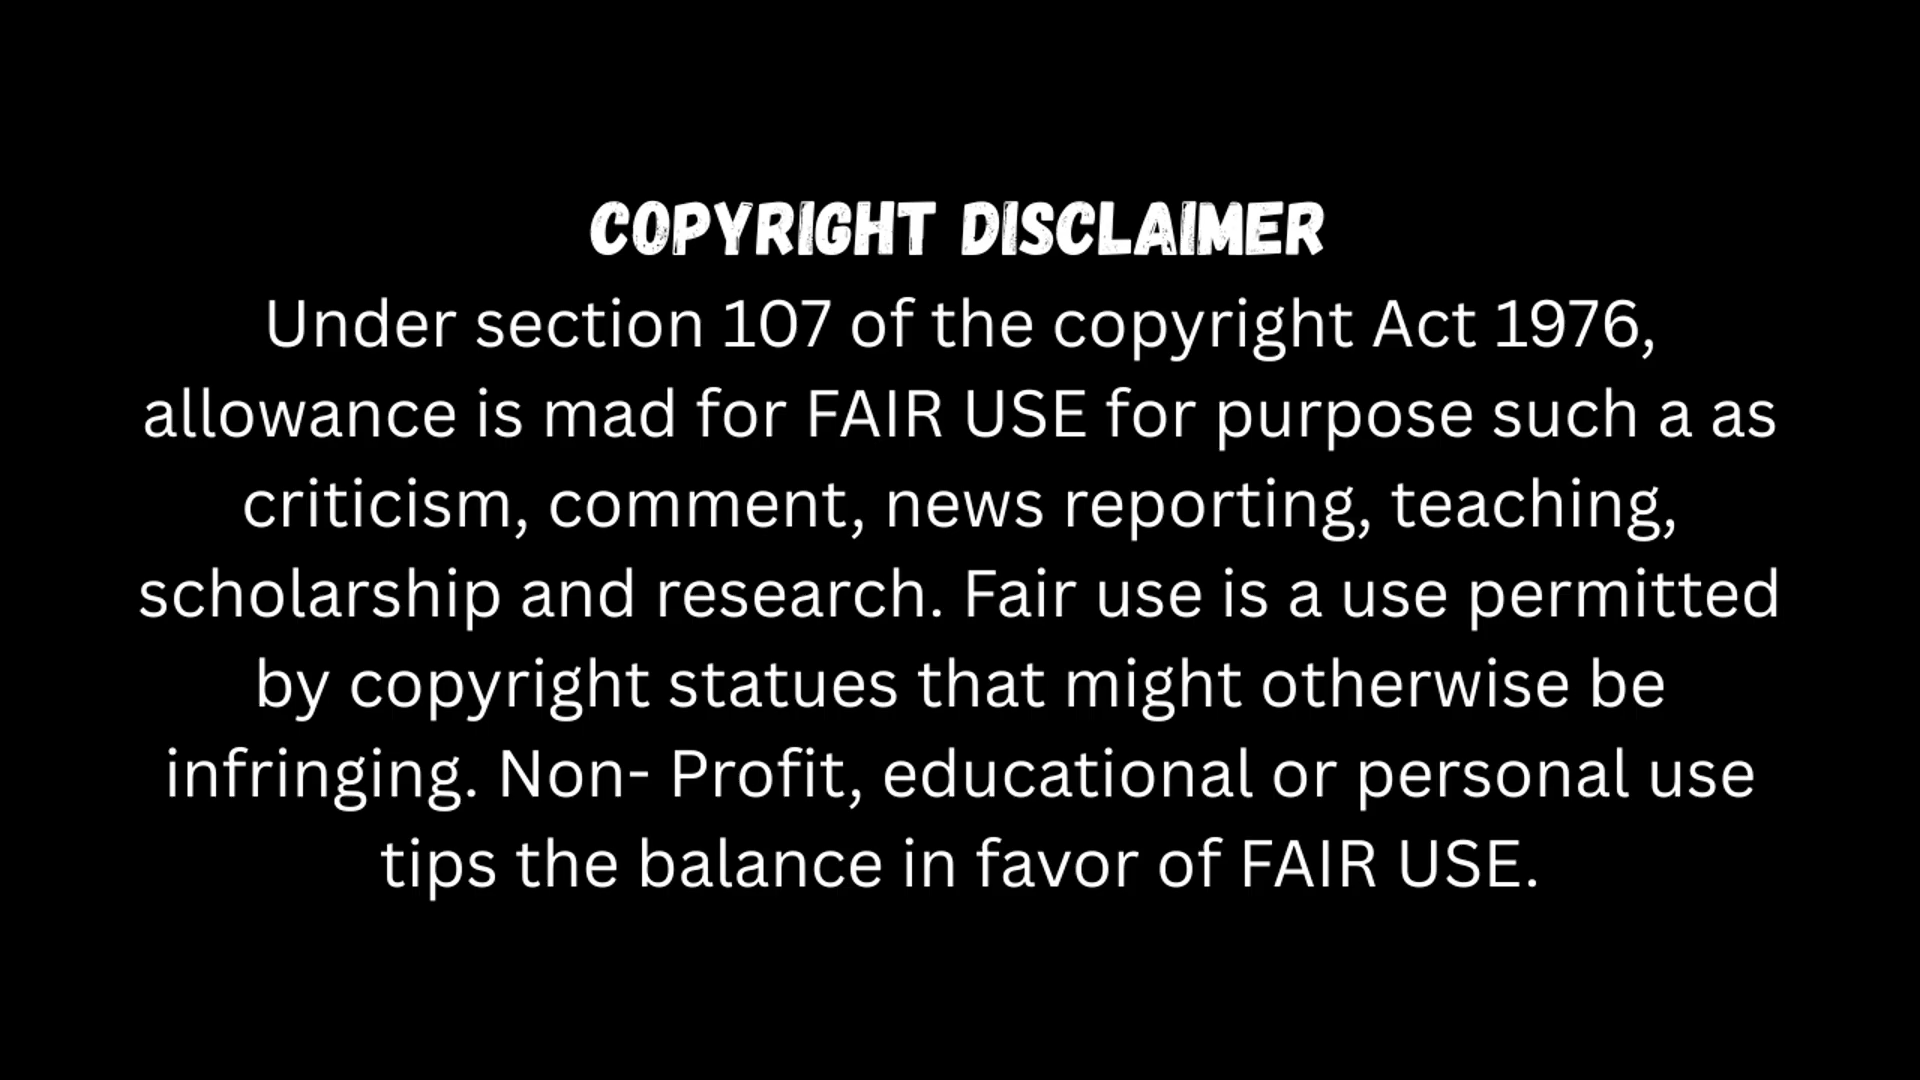 COPYRIGHT DISCLAIMER
Under section 107 of the copyright Act 1976,
allowance is mad for FAIR USE for purpose such a as
criticism, comment, news reporting, teaching,
scholarship and research. Fair use is a use permitted
by copyright statues that might otherwise be
infringing. Non- Profit, educational or personal use
tips the balance in favor of FAIR USE.